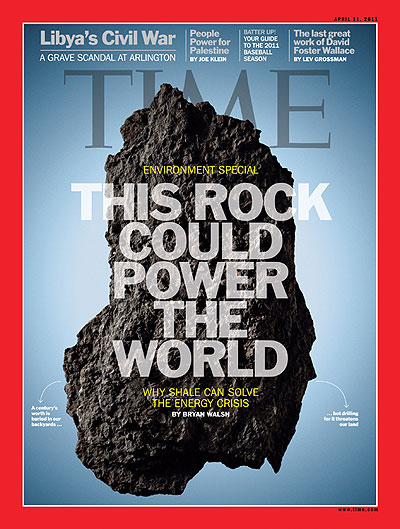 APRIL 11, 2011
Libya's Civil War
A GRAVE SCANDAL AT ARLINGTON
People
Power for
Palestine
BY JOE KLEIN
BATTER UP!
YOUR GUIDE
TO THE 2011
BASEBALL
SEASON
The last great
work of David
Foster Wallace
BY LEV GROSSMAN
TIME
ENVIRONMENT SPECIAL
THIS ROCK
COULD
POWER
THE
WORLD
WHY SHALE CAN SOLVE
THE ENERGY CRISIS
BY BRYAN WALSH
A century's
worth is
buried in our
backyards ...
... but drilling
for it threatens
our land
www.time.com